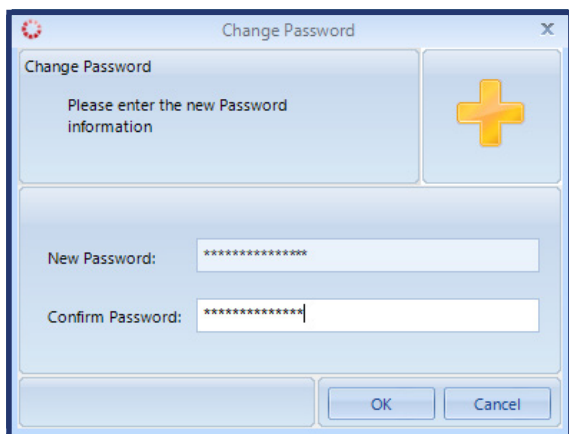 Change Password
x
Change Password
Please enter the new Password
information
New Password: ***************
Confirm Password: **************
OK Cancel